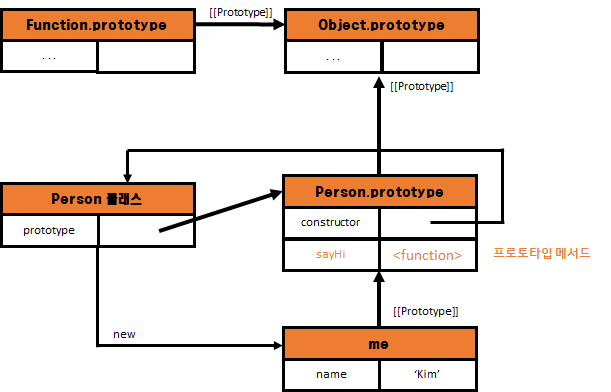 Function.prototype
[[Prototype]]
Object.prototype
...
...
[[Prototype]]
Person 클래스
Person.prototype
prototype
constructor
sayHi
<function>
프로토타입 메서드
[[Prototype]]
new
me
name
‘Kim’